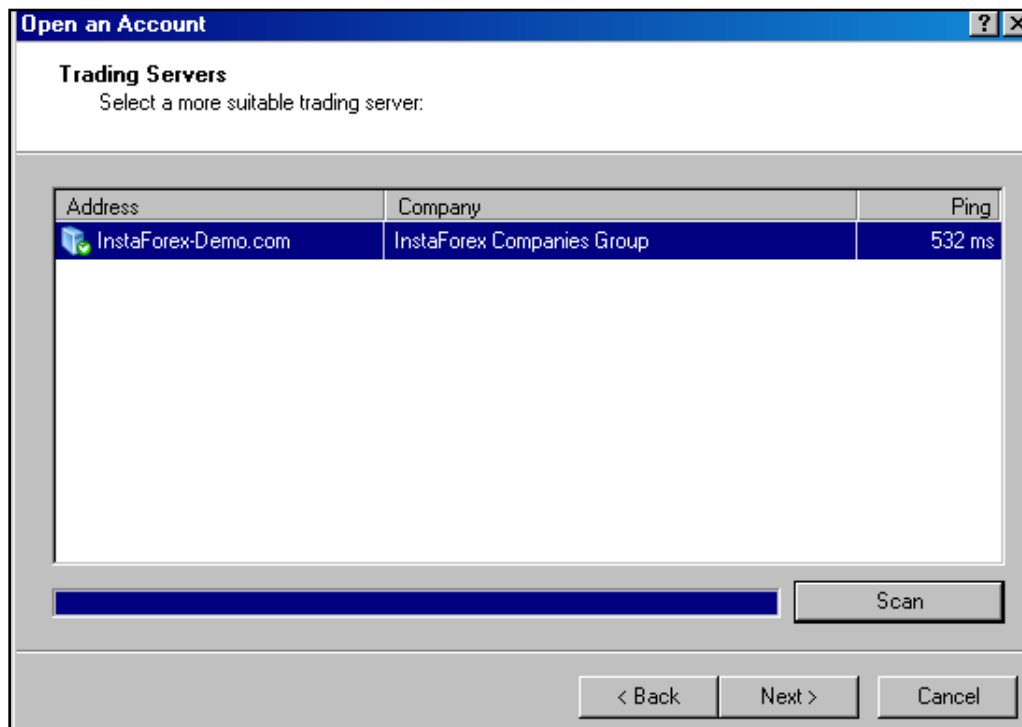 Open an Account
Trading Servers
Select a more suitable trading server:
Address Company Ping
InstaForex-Demo.com InstaForex Companies Group 532 ms
Scan
< Back Next > Cancel